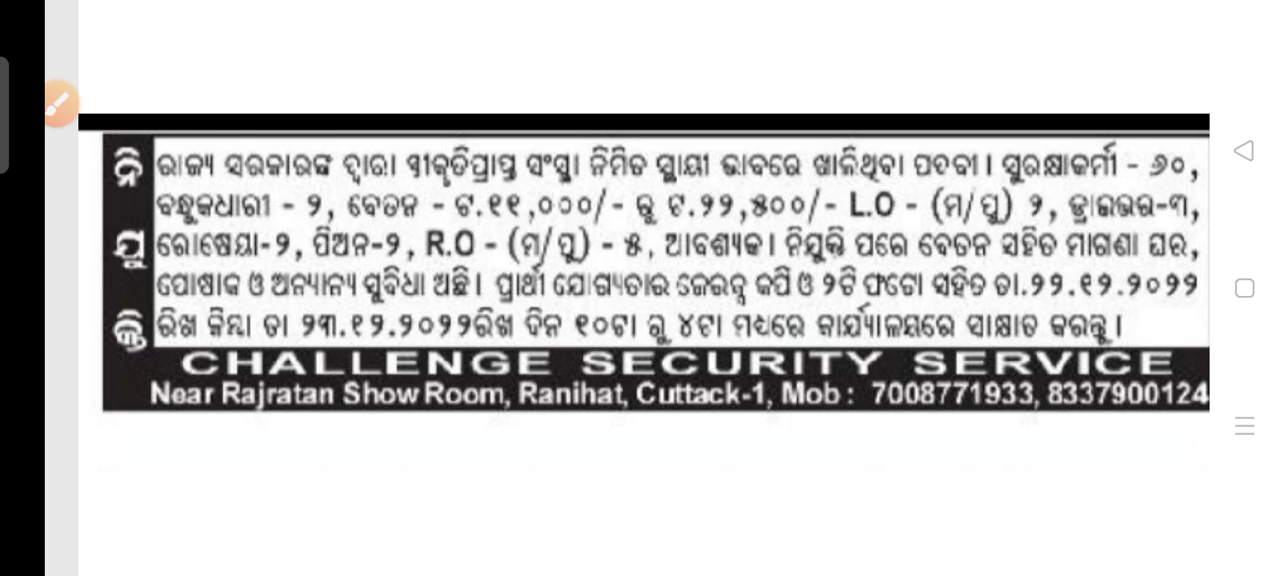 ନିଯୁକ୍ତି
ରାଜ୍ୟ ସରକାରଙ୍କ ଦ୍ୱାରା ସ୍ୱୀକୃତିପ୍ରାପ୍ତ ସଂସ୍ଥା ନିମିତ ସ୍ଥାୟୀ ଭାବରେ ଖାଲିଥିବା ପଦବୀ । ସୁରକ୍ଷାକର୍ମୀ - ୬୦,
ବନ୍ଧୁକଧାରୀ - ୨, ବେତନ - ଟ.୧୧,୦୦୦/- ରୁ ଟ.୨୨,୫୦୦/- L.O - (ମ/ପୁ) ୨, ଡ୍ରାଇଭର-୩,
ରୋଷେୟା-୨, ପିଅନ-୨, R.O - (ମ/ପୁ) - ୫, ଆବଶ୍ୟକ । ନିଯୁକ୍ତି ପରେ ବେତନ ସହିତ ମାଗଣା ଘର,
ପୋଷାକ ଓ ଅନ୍ୟାନ୍ୟ ସୁବିଧା ଅଛି । ପ୍ରାର୍ଥୀ ଯୋଗ୍ୟତାର ଜେରକ୍ସ କପି ଓ ୨ଟି ଫଟୋ ସହିତ ତା.୨୨.୧୨.୨୦୨୨
ରିଖ କିମ୍ବା ତା ୨୩.୧୨.୨୦୨୨ରିଖ ଦିନ ୧୦ଟା ରୁ ୪ଟା ମଧ୍ୟରେ କାର୍ଯ୍ୟାଳୟରେ ସାକ୍ଷାତ କରନ୍ତୁ ।
CHALLENGE SECURITY SERVICE
Near Rajratan Show Room, Ranihat, Cuttack-1, Mob : 7008771933, 8337900124